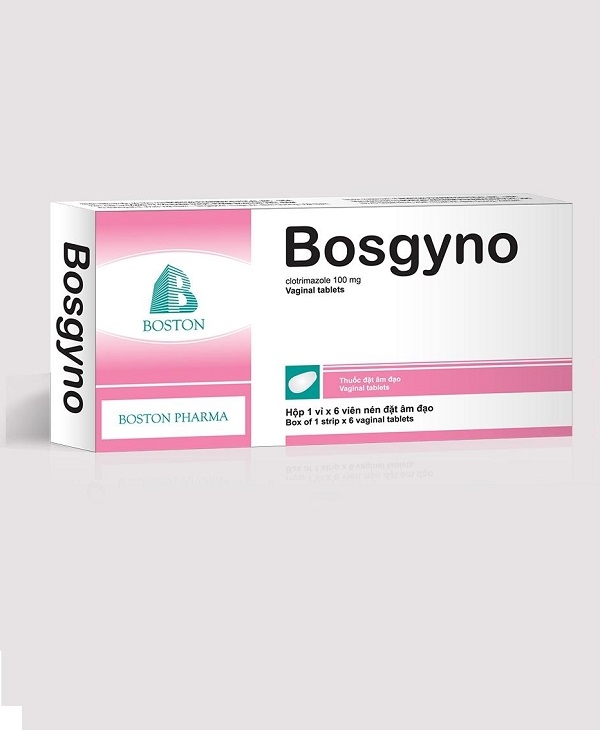 Bosgyno
BOSTON
BOSTON PHARMA
Bosgyno
clotrimazole 100 mg
Vaginal tablets
Thuốc đặt âm đạo
Vaginal tablets
Hộp 1 vỉ x 6 viên nén đặt âm đạo
Box of 1 strip x 6 vaginal tablets